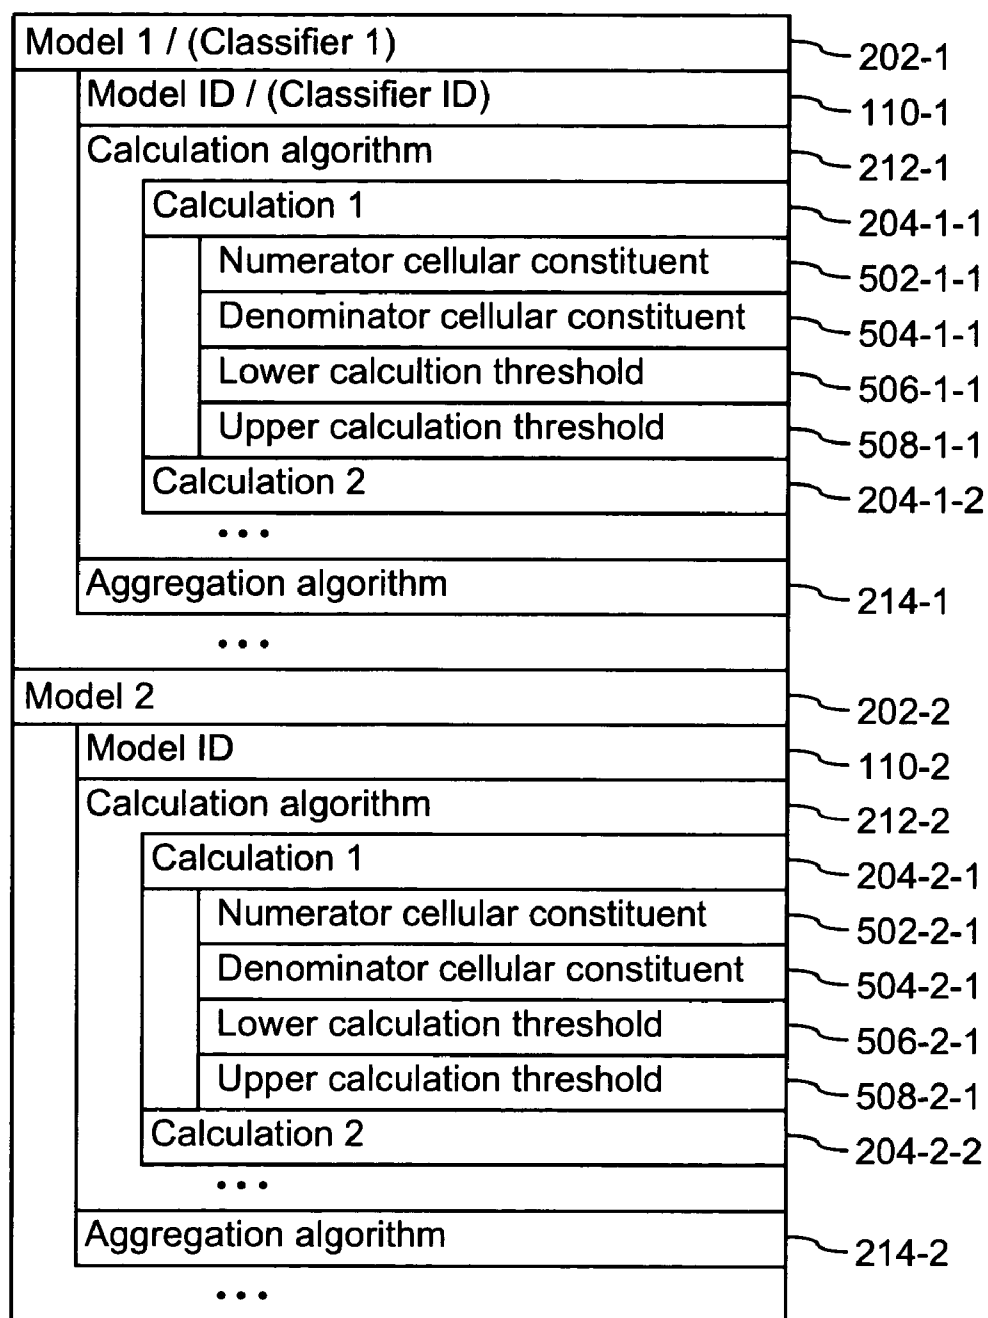 Model 1 / (Classifier 1) 202-1
Model ID / (Classifier ID) 110-1
Calculation algorithm 212-1
Calculation 1 204-1-1
Numerator cellular constituent 502-1-1
Denominator cellular constituent 504-1-1
Lower calcultion threshold 506-1-1
Upper calculation threshold 508-1-1
Calculation 2 204-1-2
•••
Aggregation algorithm 214-1
•••
Model 2 202-2
Model ID 110-2
Calculation algorithm 212-2
Calculation 1 204-2-1
Numerator cellular constituent 502-2-1
Denominator cellular constituent 504-2-1
Lower calculation threshold 506-2-1
Upper calculation threshold 508-2-1
Calculation 2 204-2-2
•••
Aggregation algorithm 214-2
•••